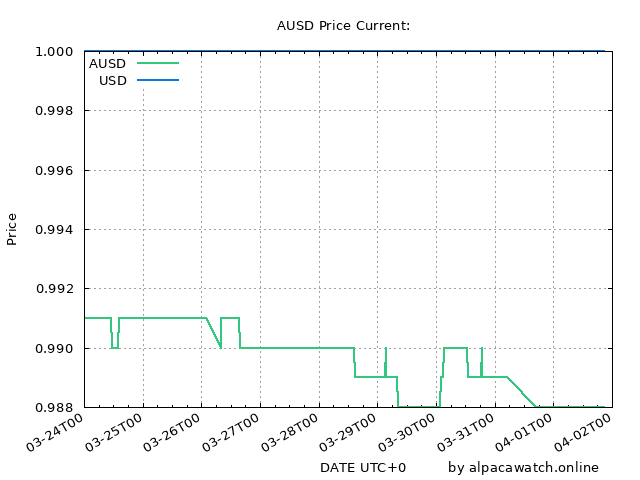 AUSD Price Current:
1.000
AUSD
USD
0.998
0.996
0.994
Price
0.992
0.990
0.988
03-24T00 03-25T00 03-26T00 03-27T00 03-28T00 03-29T00 03-30T00 03-31T00 04-01T00 04-02T00
DATE UTC+0 by alpacawatch.online